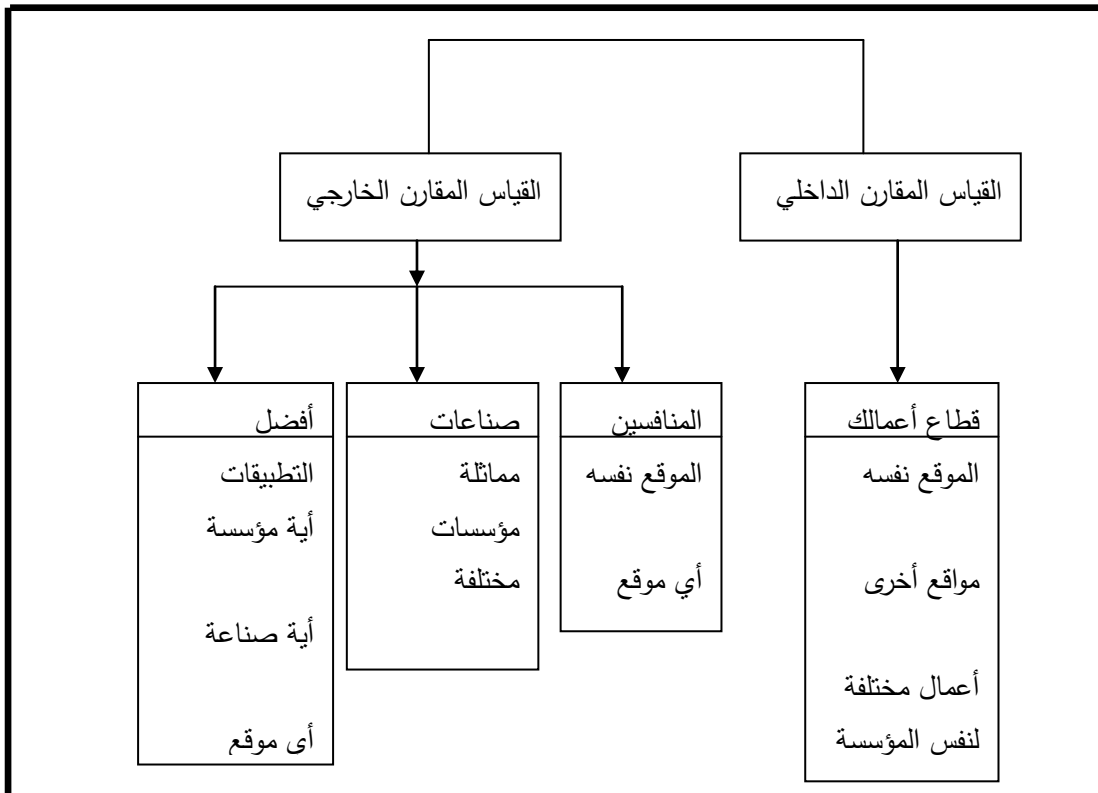 القياس المقارن الداخلي
القياس المقارن الخارجي
قطاع أعمالك
الموقع نفسه
مواقع أخرى
أعمال مختلفة
لنفس المؤسسة
المنافسين
الموقع نفسه
أي موقع
صناعات
مماثلة
مؤسسات
مختلفة
أفضل
التطبيقات
أية مؤسسة
أية صناعة
أى موقع